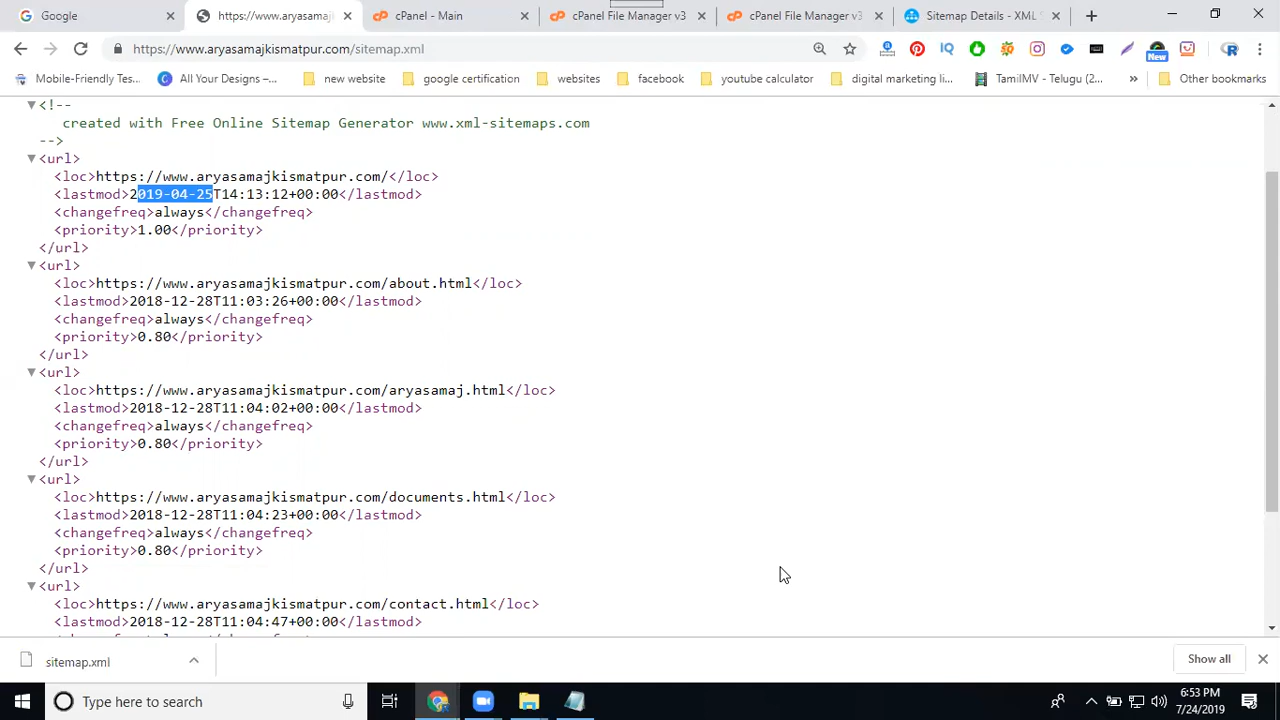 Google
https://www.aryasamaj
cPanel - Main
cPanel File Manager v3
cPanel File Manager v3
Sitemap Details - XML S
https://www.aryasamajkismatpur.com/sitemap.xml
New
Mobile-Friendly Tes...
All Your Designs –...
new website
google certification
websites
facebook
youtube calculator
digital marketing li...
TamilMV - Telugu (2...
Other bookmarks
<!--
created with Free Online Sitemap Generator www.xml-sitemaps.com
-->
<url>
<loc>https://www.aryasamajkismatpur.com/</loc>
<lastmod>2019-04-25T14:13:12+00:00</lastmod>
<changefreq>always</changefreq>
<priority>1.00</priority>
</url>
<url>
<loc>https://www.aryasamajkismatpur.com/about.html</loc>
<lastmod>2018-12-28T11:03:26+00:00</lastmod>
<changefreq>always</changefreq>
<priority>0.80</priority>
</url>
<url>
<loc>https://www.aryasamajkismatpur.com/aryasamaj.html</loc>
<lastmod>2018-12-28T11:04:02+00:00</lastmod>
<changefreq>always</changefreq>
<priority>0.80</priority>
</url>
<url>
<loc>https://www.aryasamajkismatpur.com/documents.html</loc>
<lastmod>2018-12-28T11:04:23+00:00</lastmod>
<changefreq>always</changefreq>
<priority>0.80</priority>
</url>
<url>
<loc>https://www.aryasamajkismatpur.com/contact.html</loc>
<lastmod>2018-12-28T11:04:47+00:00</lastmod>
sitemap.xml
Show all
Type here to search
6:53 PM
7/24/2019